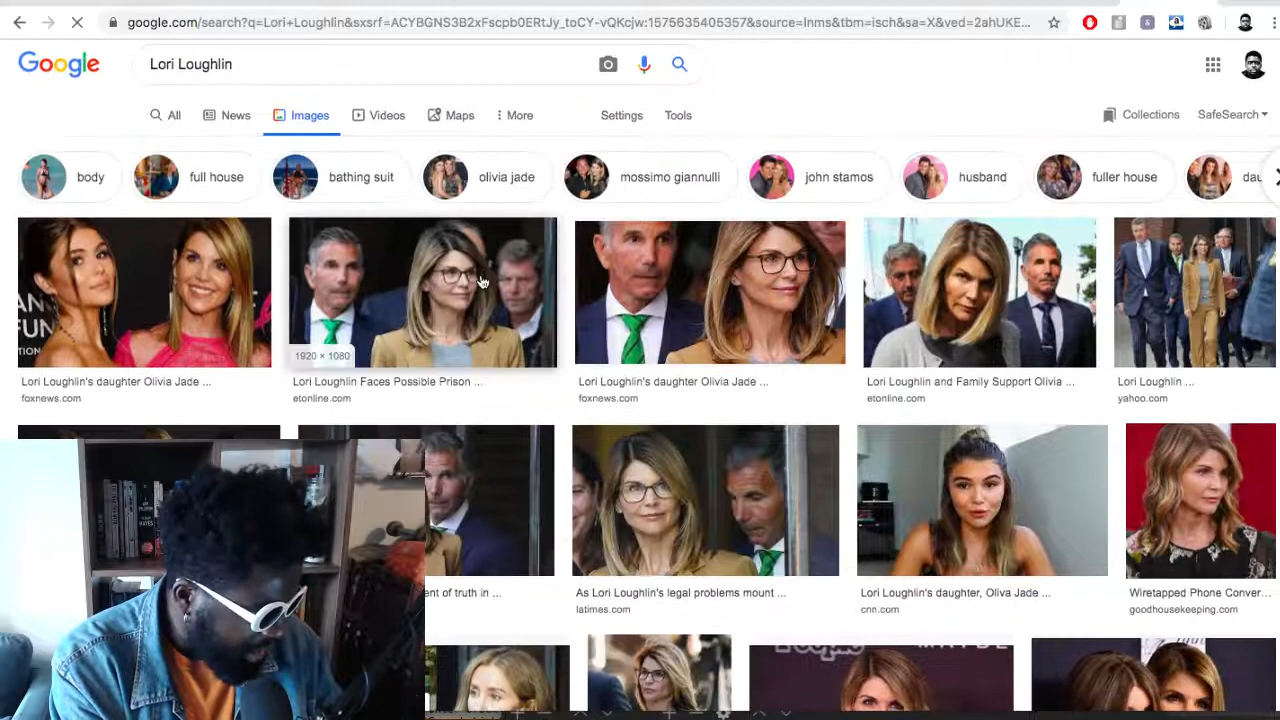 google.com/search?q=Lori+Loughlin&sxsrf=ACYBGNS3B2xFscpb0ERtJy_toCY-vQKcjw:1575635405357&source=lnms&tbm=isch&sa=X&ved=2ahUKE...
Google
Lori Loughlin
All News Images Videos Maps More Settings Tools
Collections SafeSearch
body full house bathing suit olivia jade mossimo giannulli john stamos husband fuller house dau
AN
FUN
ITATION
1920 × 1080
Lori Loughlin's daughter Olivia Jade ...
foxnews.com
Lori Loughlin Faces Possible Prison ...
etonline.com
Lori Loughlin's daughter Olivia Jade ...
foxnews.com
Lori Loughlin and Family Support Olivia ...
etonline.com
Lori Loughlin ...
yahoo.com
ent of truth in ...
As Lori Loughlin's legal problems mount ...
latimes.com
Lori Loughlin's daughter, Oliva Jade ...
cnn.com
Wiretapped Phone Conver...
goodhousekeeping.com